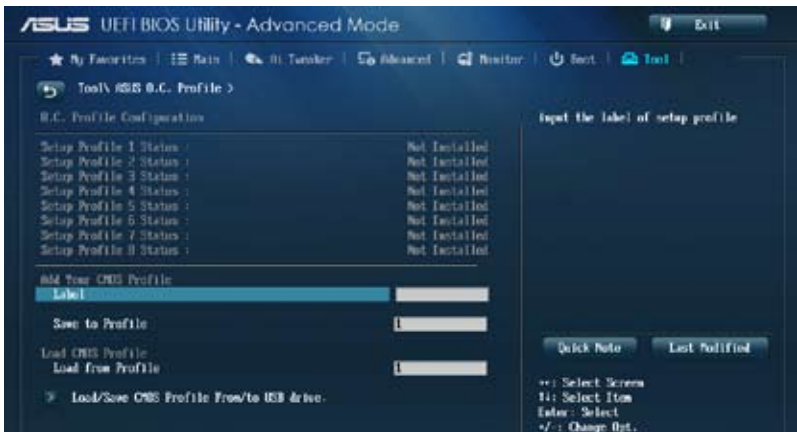 ASUS UEFI BIOS Utility - Advanced Mode
Exit
My Favorites Main Ai Tweaker Advanced Monitor Boot Tool
Tool\ ASUS O.C. Profile >
O.C. Profile Configuration
Input the label of setup profile
Setup Profile 1 Status : Not Installed
Setup Profile 2 Status : Not Installed
Setup Profile 3 Status : Not Installed
Setup Profile 4 Status : Not Installed
Setup Profile 5 Status : Not Installed
Setup Profile 6 Status : Not Installed
Setup Profile 7 Status : Not Installed
Setup Profile 8 Status : Not Installed
Add Your CMOS Profile
Label
Save to Profile 1
Load CMOS Profile
Load from Profile 1
> Load/Save CMOS Profile From/to USB drive.
Quick Note Last Modified
→←: Select Screen
↑↓: Select Item
Enter: Select
+/-: Change Opt.